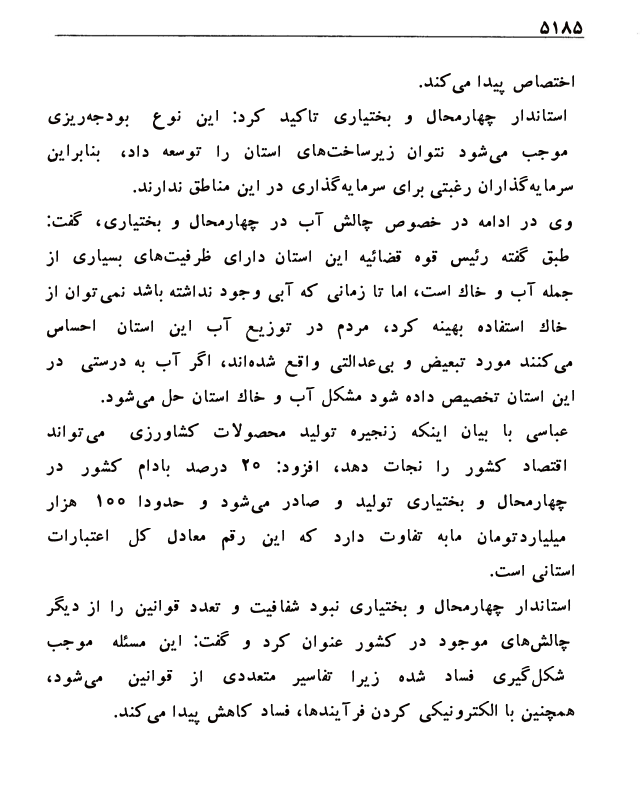 ۵۱۸۵
اختصاص پیدا می‌کند.
استاندار چهارمحال و بختیاری تاکید کرد: این نوع بودجه‌ریزی
موجب می‌شود نتوان زیرساخت‌های استان را توسعه داد، بنابراین
سرمایه‌گذاران رغبتی برای سرمایه‌گذاری در این مناطق ندارند.
وی در ادامه در خصوص چالش آب در چهارمحال و بختیاری، گفت:
طبق گفته رئیس قوه قضائیه این استان دارای ظرفیت‌های بسیاری از
جمله آب و خاك است، اما تا زمانی که آبی وجود نداشته باشد نمی‌توان از
خاك استفاده بهینه کرد، مردم در توزیع آب این استان احساس
می‌کنند مورد تبعیض و بی‌عدالتی واقع شده‌اند، اگر آب به درستی در
این استان تخصیص داده شود مشکل آب و خاك استان حل می‌شود.
عباسی با بیان اینکه زنجیره تولید محصولات کشاورزی می‌تواند
اقتصاد کشور را نجات دهد، افزود: ۲۰ درصد بادام کشور در
چهارمحال و بختیاری تولید و صادر می‌شود و حدودا ۱۰۰ هزار
میلیاردتومان مابه تفاوت دارد که این رقم معادل کل اعتبارات
استانی است.
استاندار چهارمحال و بختیاری نبود شفافیت و تعدد قوانین را از دیگر
چالش‌های موجود در کشور عنوان کرد و گفت: این مسئله موجب
شکل‌گیری فساد شده زیرا تفاسیر متعددی از قوانین می‌شود،
همچنین با الکترونیکی کردن فرآیندها، فساد کاهش پیدا می‌کند.